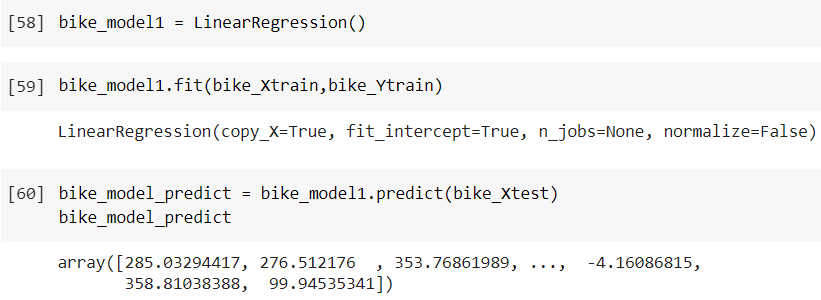 [58] bike_model1 = LinearRegression()
[59] bike_model1.fit(bike_Xtrain,bike_Ytrain)
LinearRegression(copy_X=True, fit_intercept=True, n_jobs=None, normalize=False)
[60] bike_model_predict = bike_model1.predict(bike_Xtest)
bike_model_predict
array([285.03294417, 276.512176  , 353.76861989, ...,  -4.16086815,
358.81038388,  99.94535341])